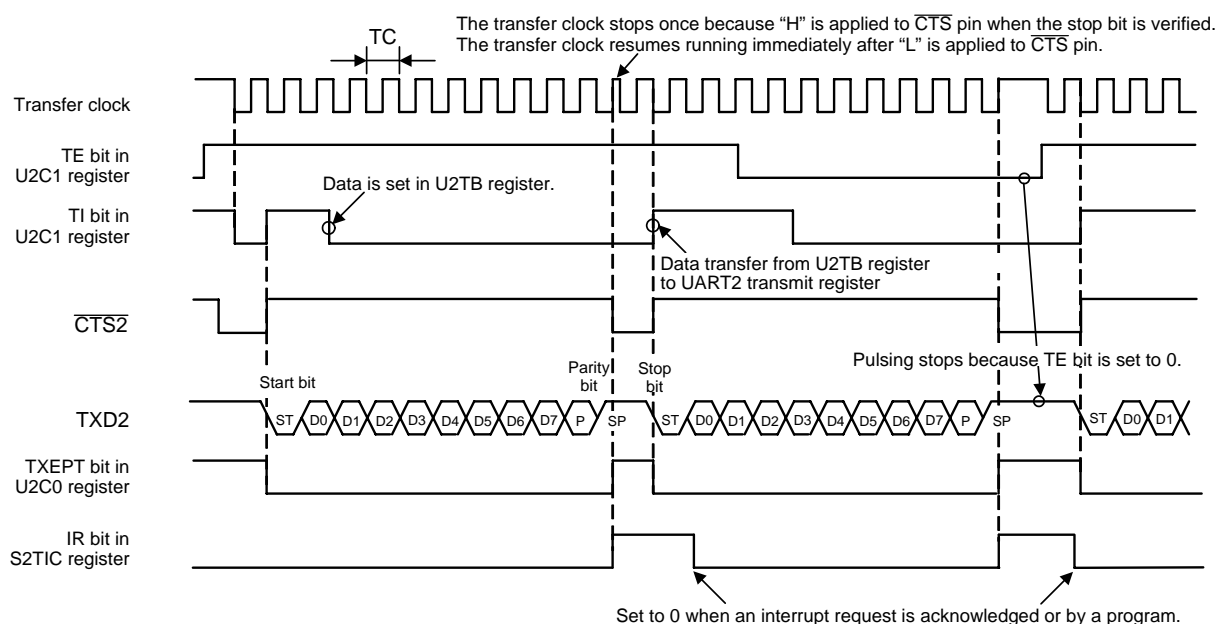 The transfer clock stops once because “H” is applied to CTS pin when the stop bit is verified.
The transfer clock resumes running immediately after “L” is applied to CTS pin.
TC
Transfer clock
TE bit in
U2C1 register
Data is set in U2TB register.
TI bit in
U2C1 register
Data transfer from U2TB register
to UART2 transmit register
CTS2
Pulsing stops because TE bit is set to 0.
Start bit
Parity
bit
Stop
bit
TXD2
ST D0 D1 D2 D3 D4 D5 D6 D7 P SP ST D0 D1 D2 D3 D4 D5 D6 D7 P SP ST D0 D1
TXEPT bit in
U2C0 register
IR bit in
S2TIC register
Set to 0 when an interrupt request is acknowledged or by a program.